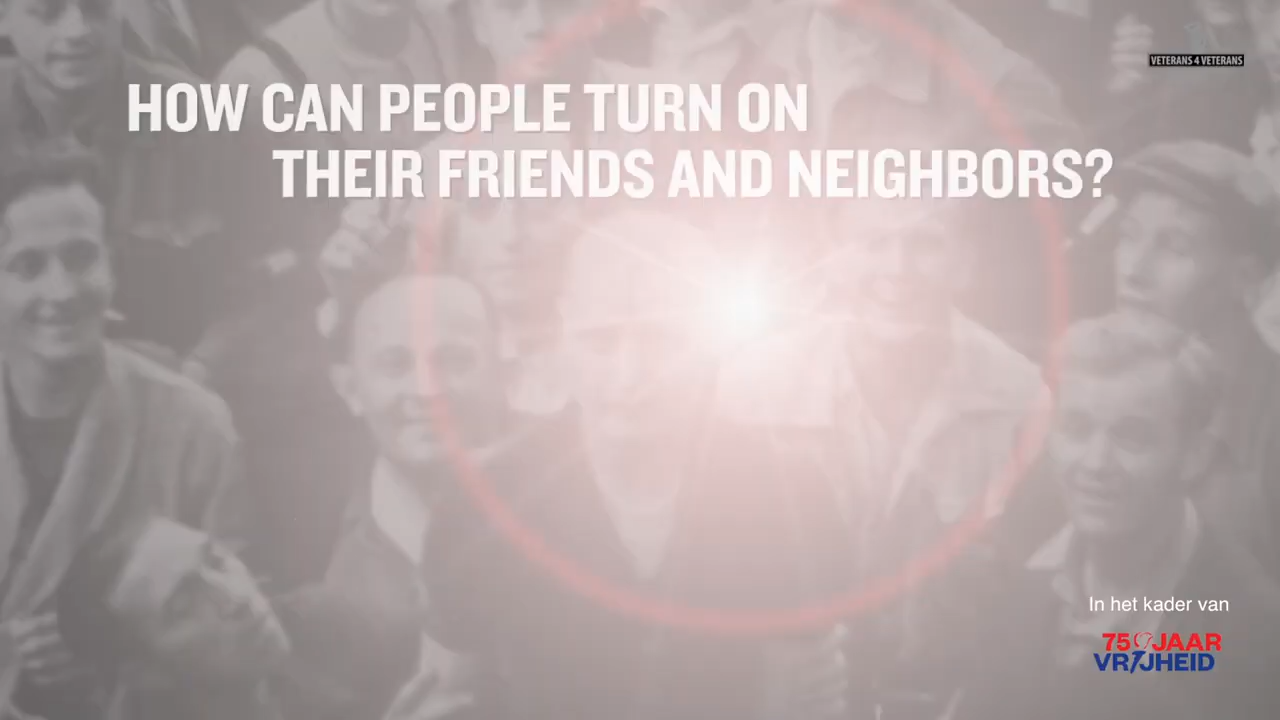 VETERANS 4 VETERANS
HOW CAN PEOPLE TURN ON
THEIR FRIENDS AND NEIGHBORS?
In het kader van
75 JAAR
VRIJHEID